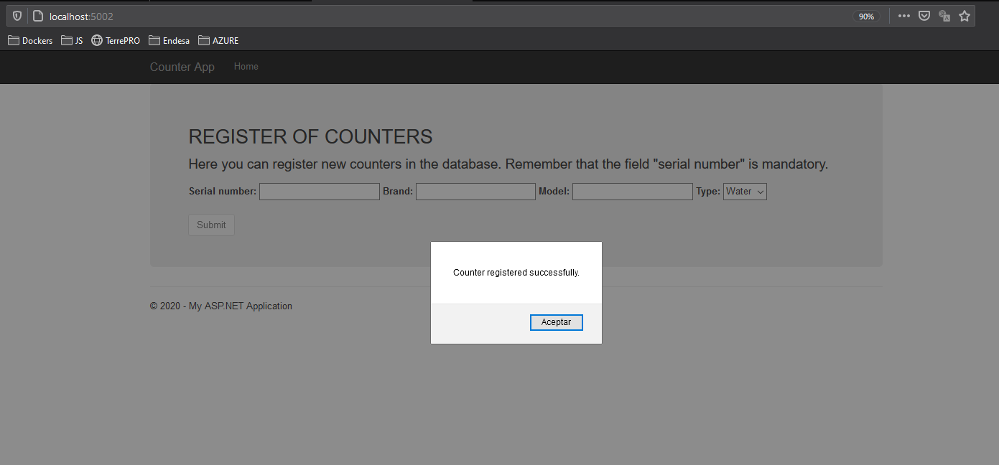 localhost:5002 90%
Dockers JS TerrePRO Endesa AZURE
Counter App Home
REGISTER OF COUNTERS
Here you can register new counters in the database. Remember that the field "serial number" is mandatory.
Serial number: Brand: Model: Type: Water
Submit
Counter registered successfully.
Aceptar
© 2020 - My ASP.NET Application